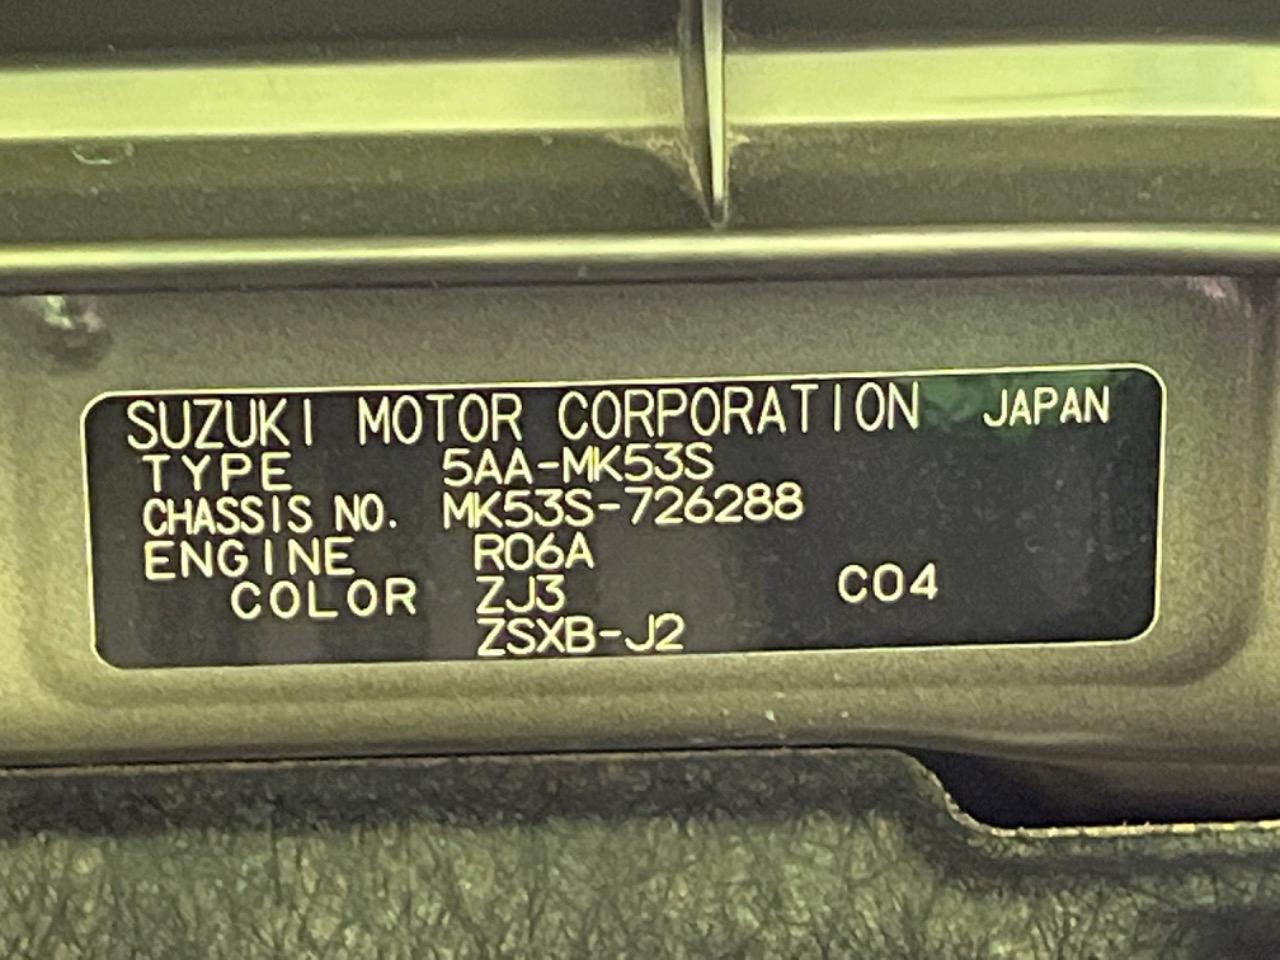 SUZUKI MOTOR CORPORATION JAPAN
TYPE 5AA-MK53S
CHASSIS NO. MK53S-726288
ENGINE R06A
COLOR ZJ3 C04
ZSXB-J2